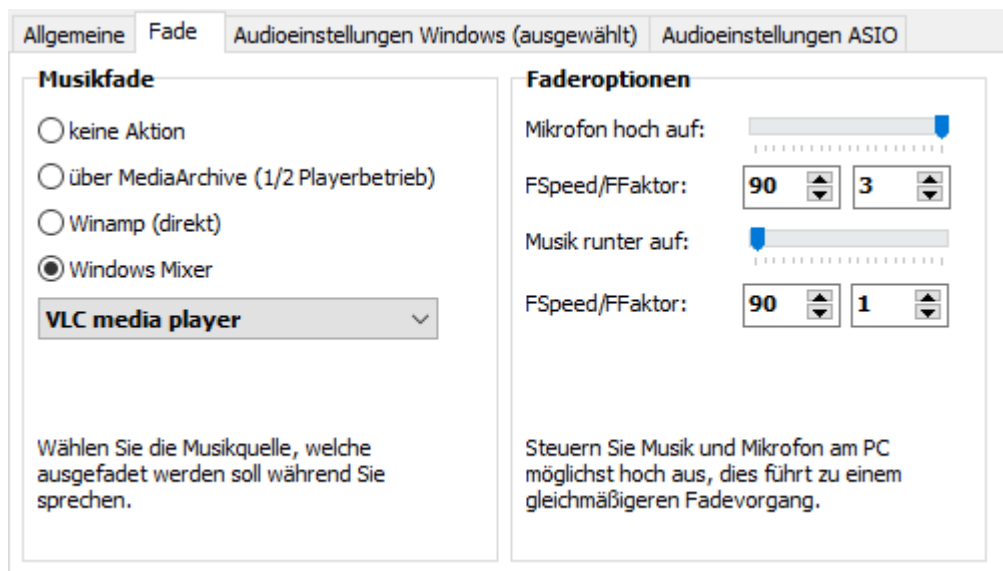 Allgemeine Fade Audioeinstellungen Windows (ausgewählt) Audioeinstellungen ASIO
Musikfade
keine Aktion
über MediaArchive (1/2 Playerbetrieb)
Winamp (direkt)
Windows Mixer
VLC media player
Wählen Sie die Musikquelle, welche
ausgefadet werden soll während Sie
sprechen.
Faderoptionen
Mikrofon hoch auf:
FSpeed/FFaktor: 90 3
Musik runter auf:
FSpeed/FFaktor: 90 1
Steuern Sie Musik und Mikrofon am PC
möglichst hoch aus, dies führt zu einem
gleichmäßigeren Fadevorgang.